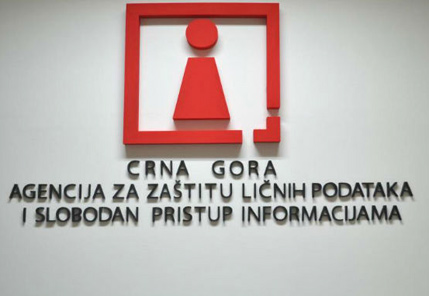 CRNA GORA
AGENCIJA ZA ZAŠTITU LIČNIH PODATAKA
I SLOBODAN PRISTUP INFORMACIJAMA